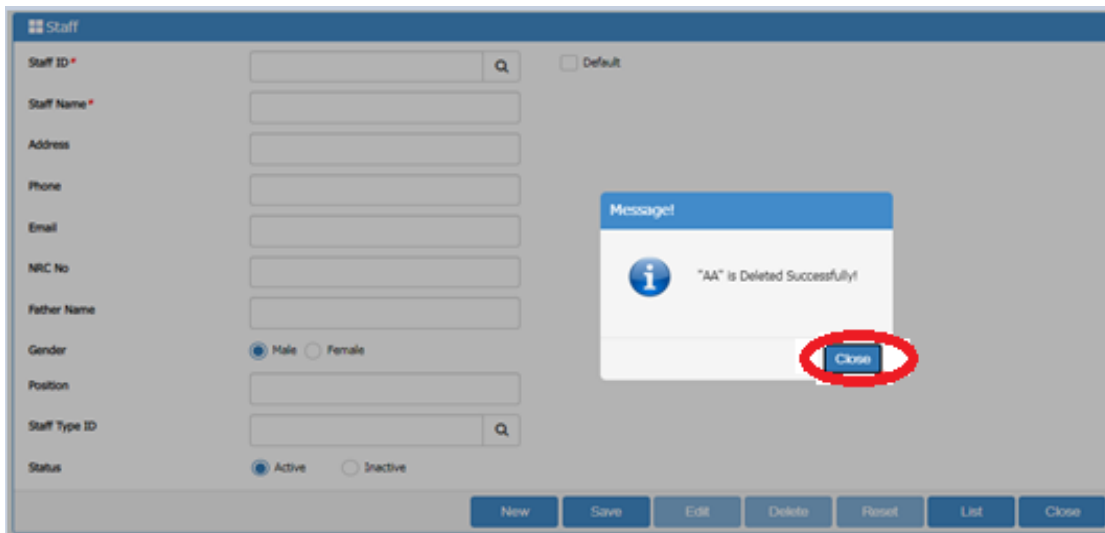 Staff
Staff ID* Default
Staff Name*
Address
Phone
Message!
Email
"AA" is Deleted Successfully!
NRC No
Father Name
Gender Male Female
Close
Position
Staff Type ID
Status Active Inactive
New Save Edit Delete Reset List Close